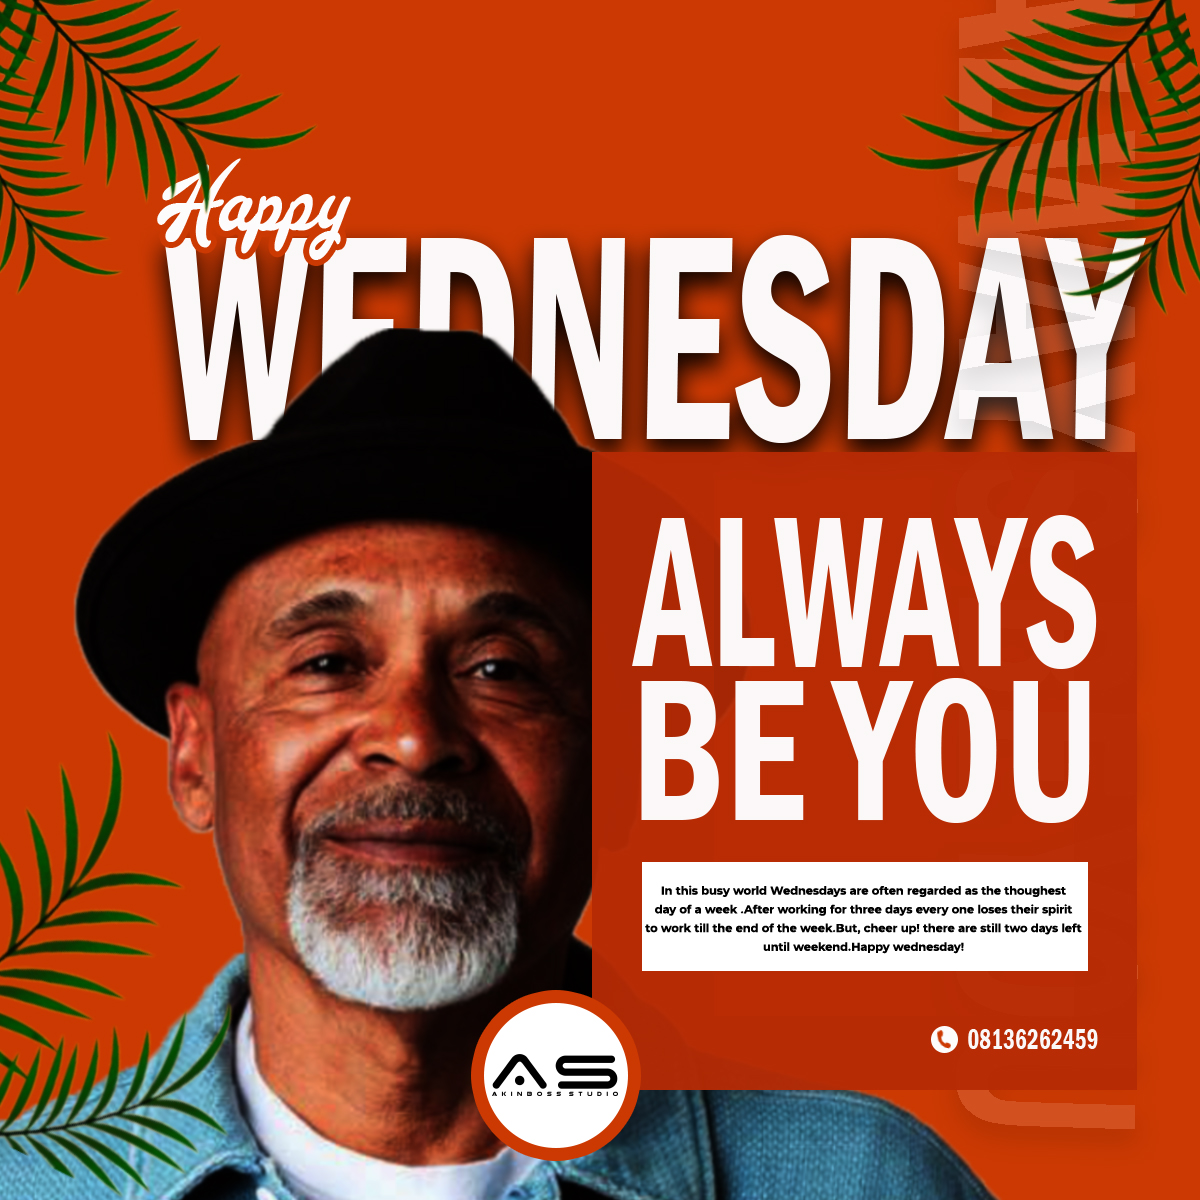 Happy
WEDNESDAY
ALWAYS
BE YOU
In this busy world Wednesdays are often regarded as the thoughest
day of a week .After working for three days every one loses their spirit
to work till the end of the week.But, cheer up! there are still two days left
until weekend.Happy wednesday!
08136262459
AS
AKINBOSS STUDIO